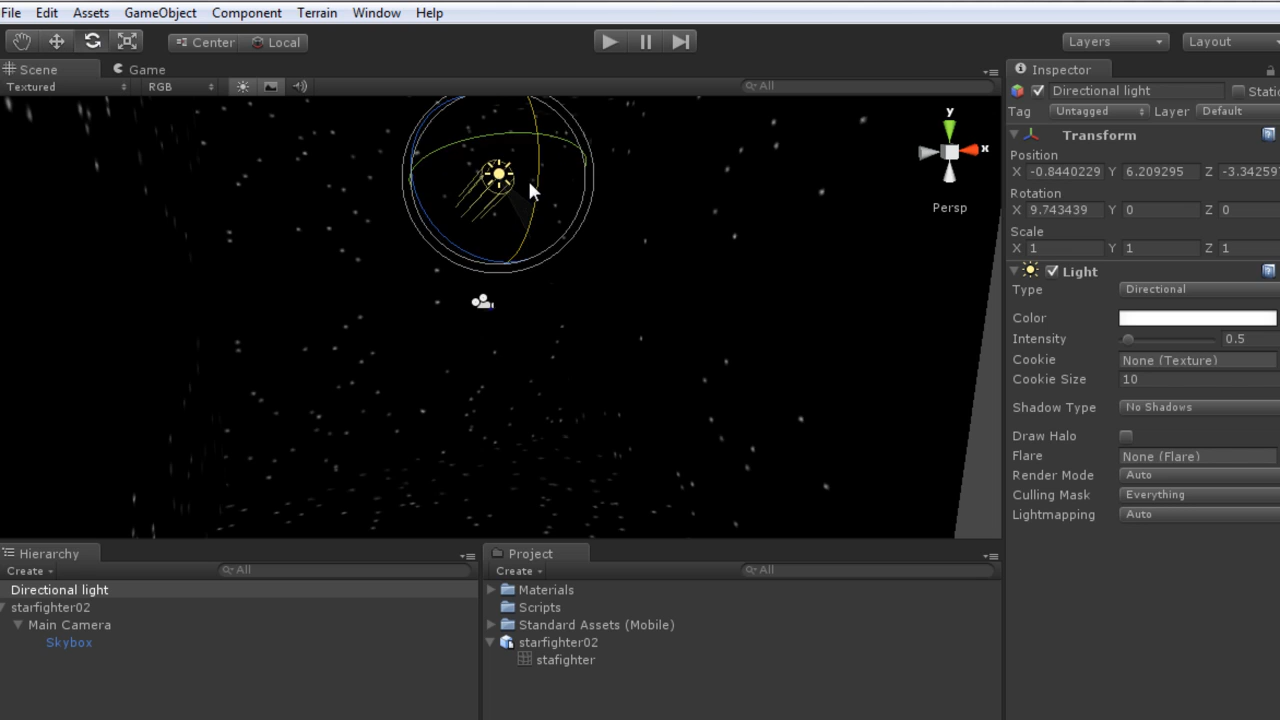 File Edit Assets GameObject Component Terrain Window Help
Center Local Layers Layout
Scene Game Inspector
Textured RGB All
Directional light
Tag Untagged Layer Default
Transform
Position
X -0.8440229 Y 6.209295 Z -3.342597
Rotation
X 9.743439 Y 0 Z 0
Scale
X 1 Y 1 Z 1
Light
Type Directional
Color
Intensity 0.5
Cookie None (Texture)
Cookie Size 10
Shadow Type No Shadows
Draw Halo
Flare None (Flare)
Render Mode Auto
Culling Mask Everything
Lightmapping Auto
y
x
Persp
Hierarchy
Create All
Directional light
starfighter02
Main Camera
Skybox
Project
Create All
Materials
Scripts
Standard Assets (Mobile)
starfighter02
stafighter